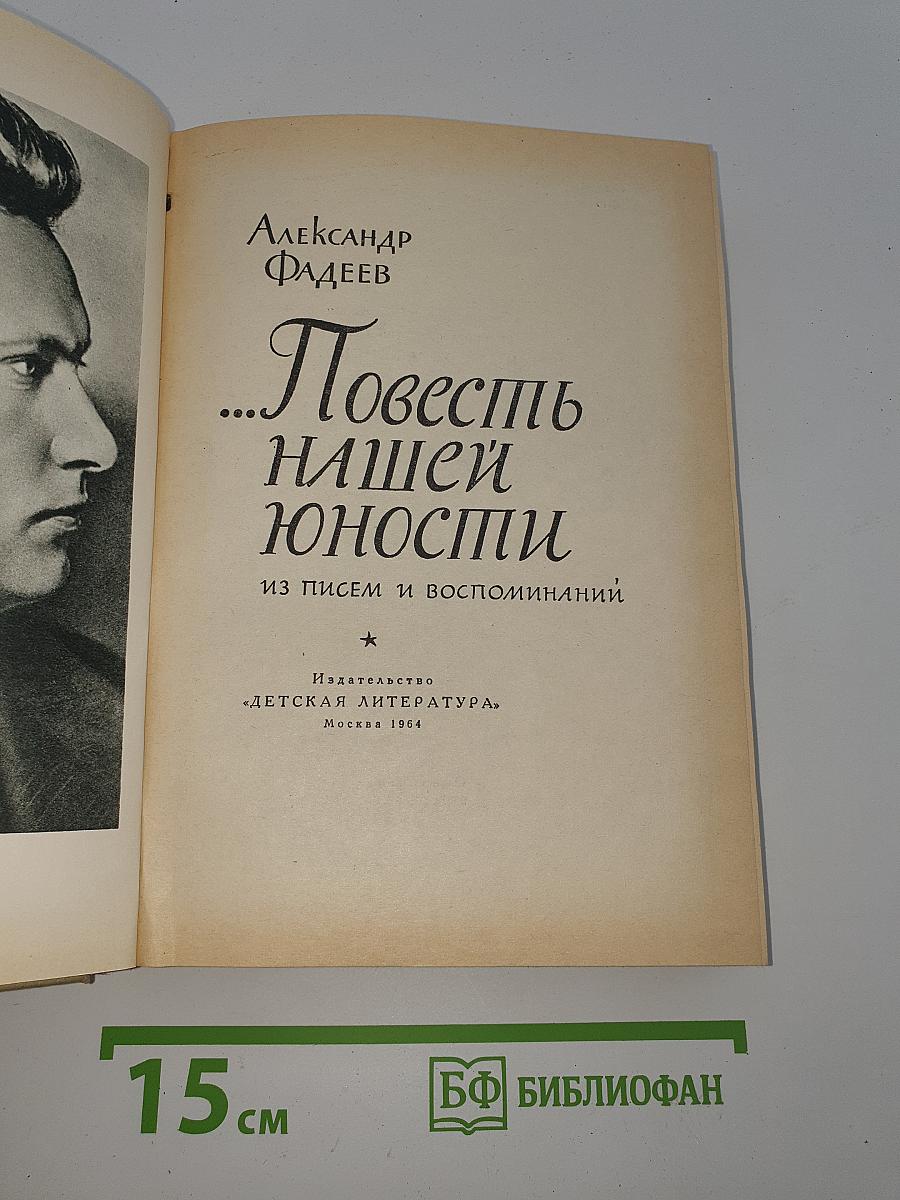 Александр
Фадеев
...Повесть
нашей
юности
из писем и воспоминаний
Издательство
«ДЕТСКАЯ ЛИТЕРАТУРА»
Москва 1964
15 см
БФ БИБЛИОФАН